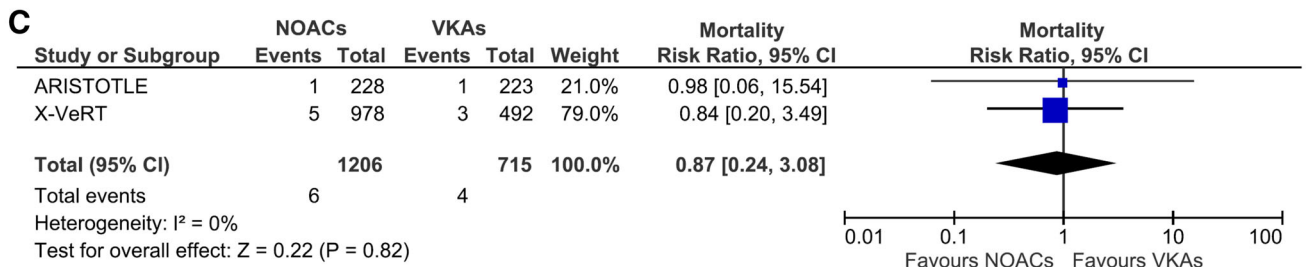 C
NOACs VKAs Mortality Mortality
Study or Subgroup Events Total Events Total Weight Risk Ratio, 95% CI Risk Ratio, 95% CI
ARISTOTLE 1 228 1 223 21.0% 0.98 [0.06, 15.54]
X-VeRT 5 978 3 492 79.0% 0.84 [0.20, 3.49]
Total (95% CI) 1206 715 100.0% 0.87 [0.24, 3.08]
Total events 6 4
Heterogeneity: I² = 0%
Test for overall effect: Z = 0.22 (P = 0.82)
0.01 0.1 1 10 100
Favours NOACs Favours VKAs